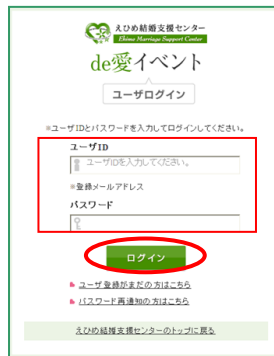 えひめ結婚支援センター
Ehime Marriage Support Center
de愛イベント
ユーザログイン
※ユーザIDとパスワードを入力してログインしてください。
ユーザID
ユーザIDを入力してください。
※登録メールアドレス
パスワード
ログイン
ユーザ登録がまだの方はこちら
パスワード再通知の方はこちら
えひめ結婚支援センターのトップに戻る